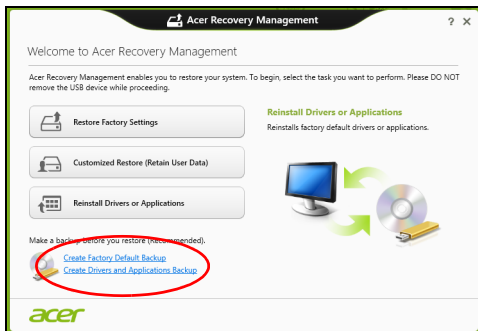 Acer Recovery Management
? X
Welcome to Acer Recovery Management
Acer Recovery Management enables you to restore your system. To begin, select the task you want to perform. Please DO NOT
remove the USB device while proceeding.
Restore Factory Settings
Customized Restore (Retain User Data)
Reinstall Drivers or Applications
Reinstall Drivers or Applications
Reinstalls factory default drivers or applications.
Make a backup before you restore (Recommended).
Create Factory Default Backup
Create Drivers and Applications Backup
acer